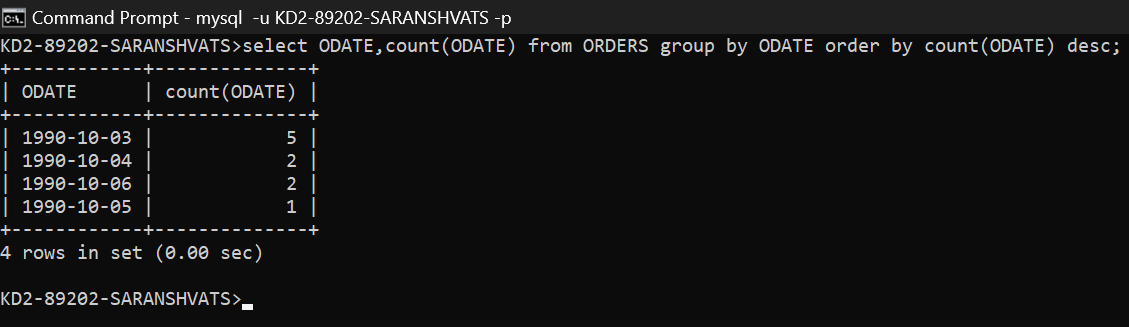 C:\. Command Prompt - mysql  -u KD2-89202-SARANSHVATS -p
KD2-89202-SARANSHVATS>select ODATE,count(ODATE) from ORDERS group by ODATE order by count(ODATE) desc;
+------------+--------------+
| ODATE      | count(ODATE) |
+------------+--------------+
| 1990-10-03 |            5 |
| 1990-10-04 |            2 |
| 1990-10-06 |            2 |
| 1990-10-05 |            1 |
+------------+--------------+
4 rows in set (0.00 sec)
KD2-89202-SARANSHVATS>